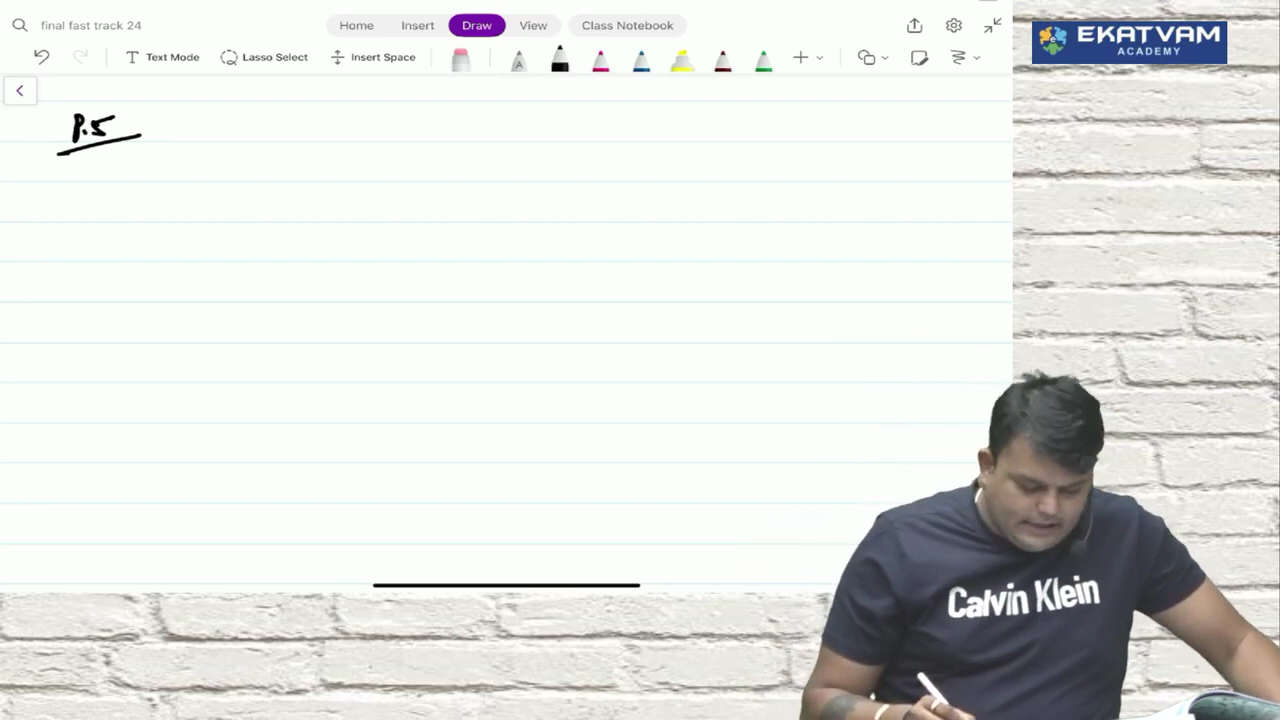 final fast track 24
Home Insert Draw View Class Notebook
Text Mode Lasso Select Insert Space
A
P.5
EKATVAM
ACADEMY
Calvin Klein